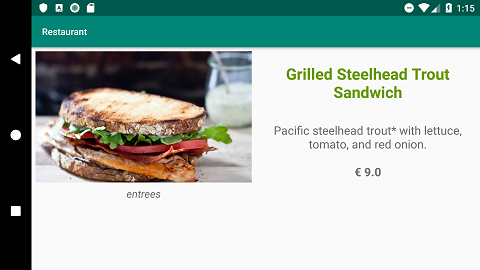 1:15
Restaurant
Grilled Steelhead Trout
Sandwich
Pacific steelhead trout* with lettuce,
tomato, and red onion.
€ 9.0
entrees